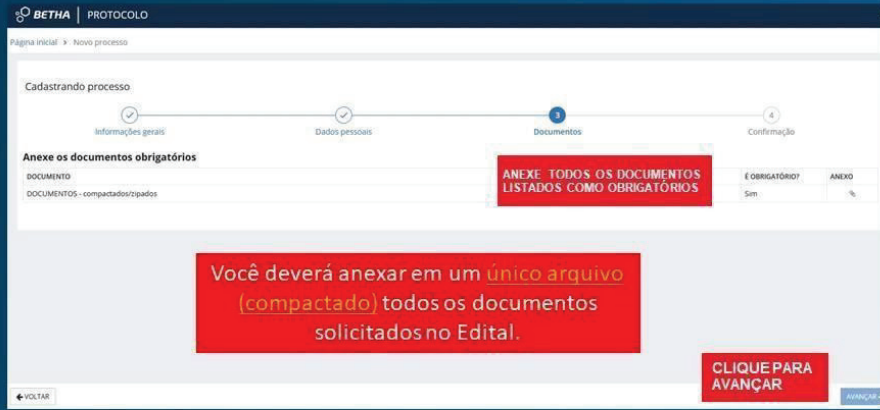 BETHA | PROTOCOLO
Página inicial > Novo processo
Cadastrando processo
3
4
Informações gerais
Dados pessoais
Documentos
Confirmação
Anexe os documentos obrigatórios
DOCUMENTO
É OBRIGATÓRIO?
ANEXO
DOCUMENTOS - compactados/zipados
Sim
ANEXE TODOS OS DOCUMENTOS
LISTADOS COMO OBRIGATÓRIOS
Você deverá anexar em um único arquivo
(compactado) todos os documentos
solicitados no Edital.
CLIQUE PARA
AVANÇAR
VOLTAR
AVANÇAR